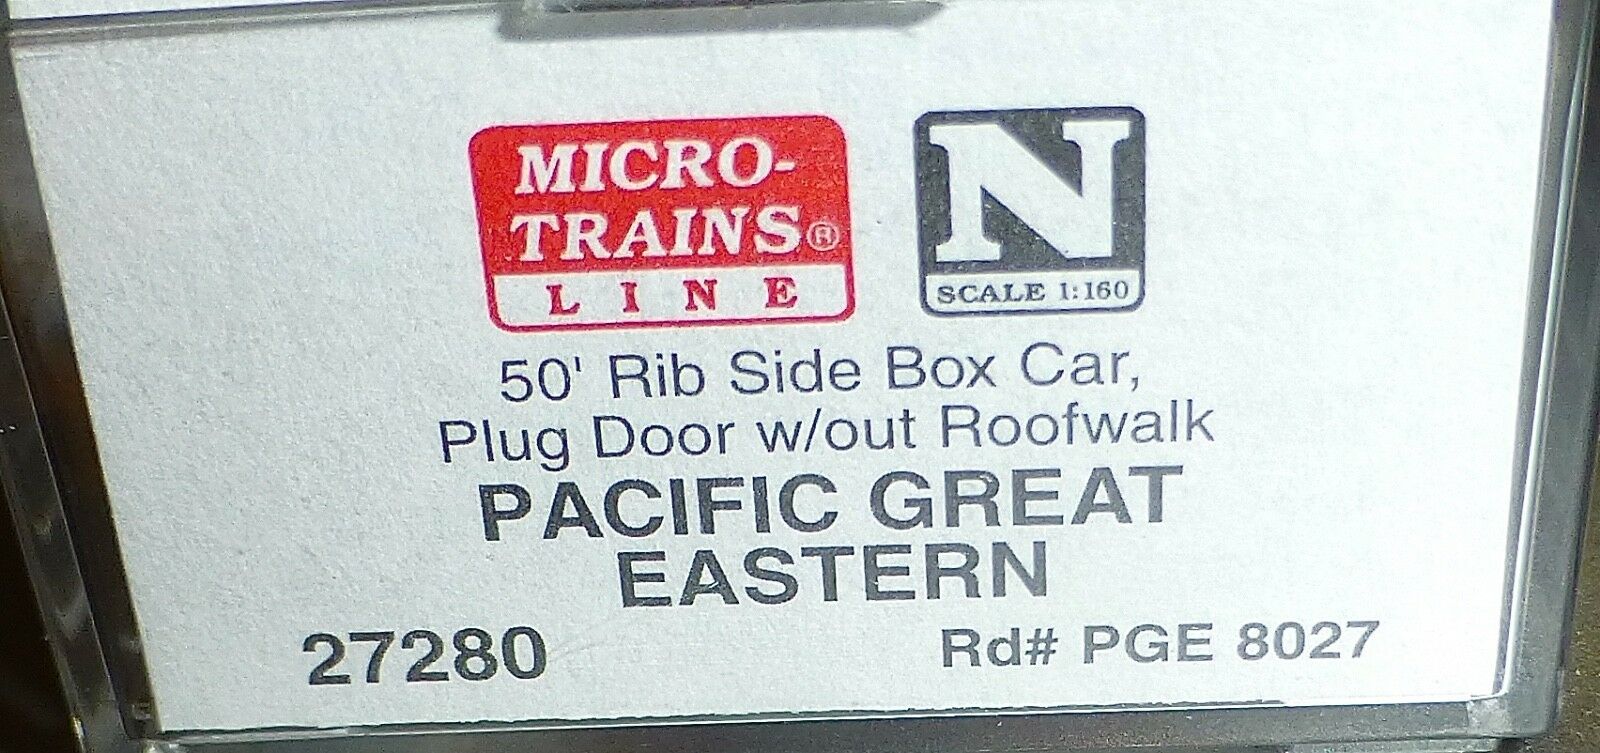 MICRO-
TRAINS®
LINE
N
SCALE 1:160
50' Rib Side Box Car,
Plug Door w/out Roofwalk
PACIFIC GREAT
EASTERN
27280 Rd# PGE 8027